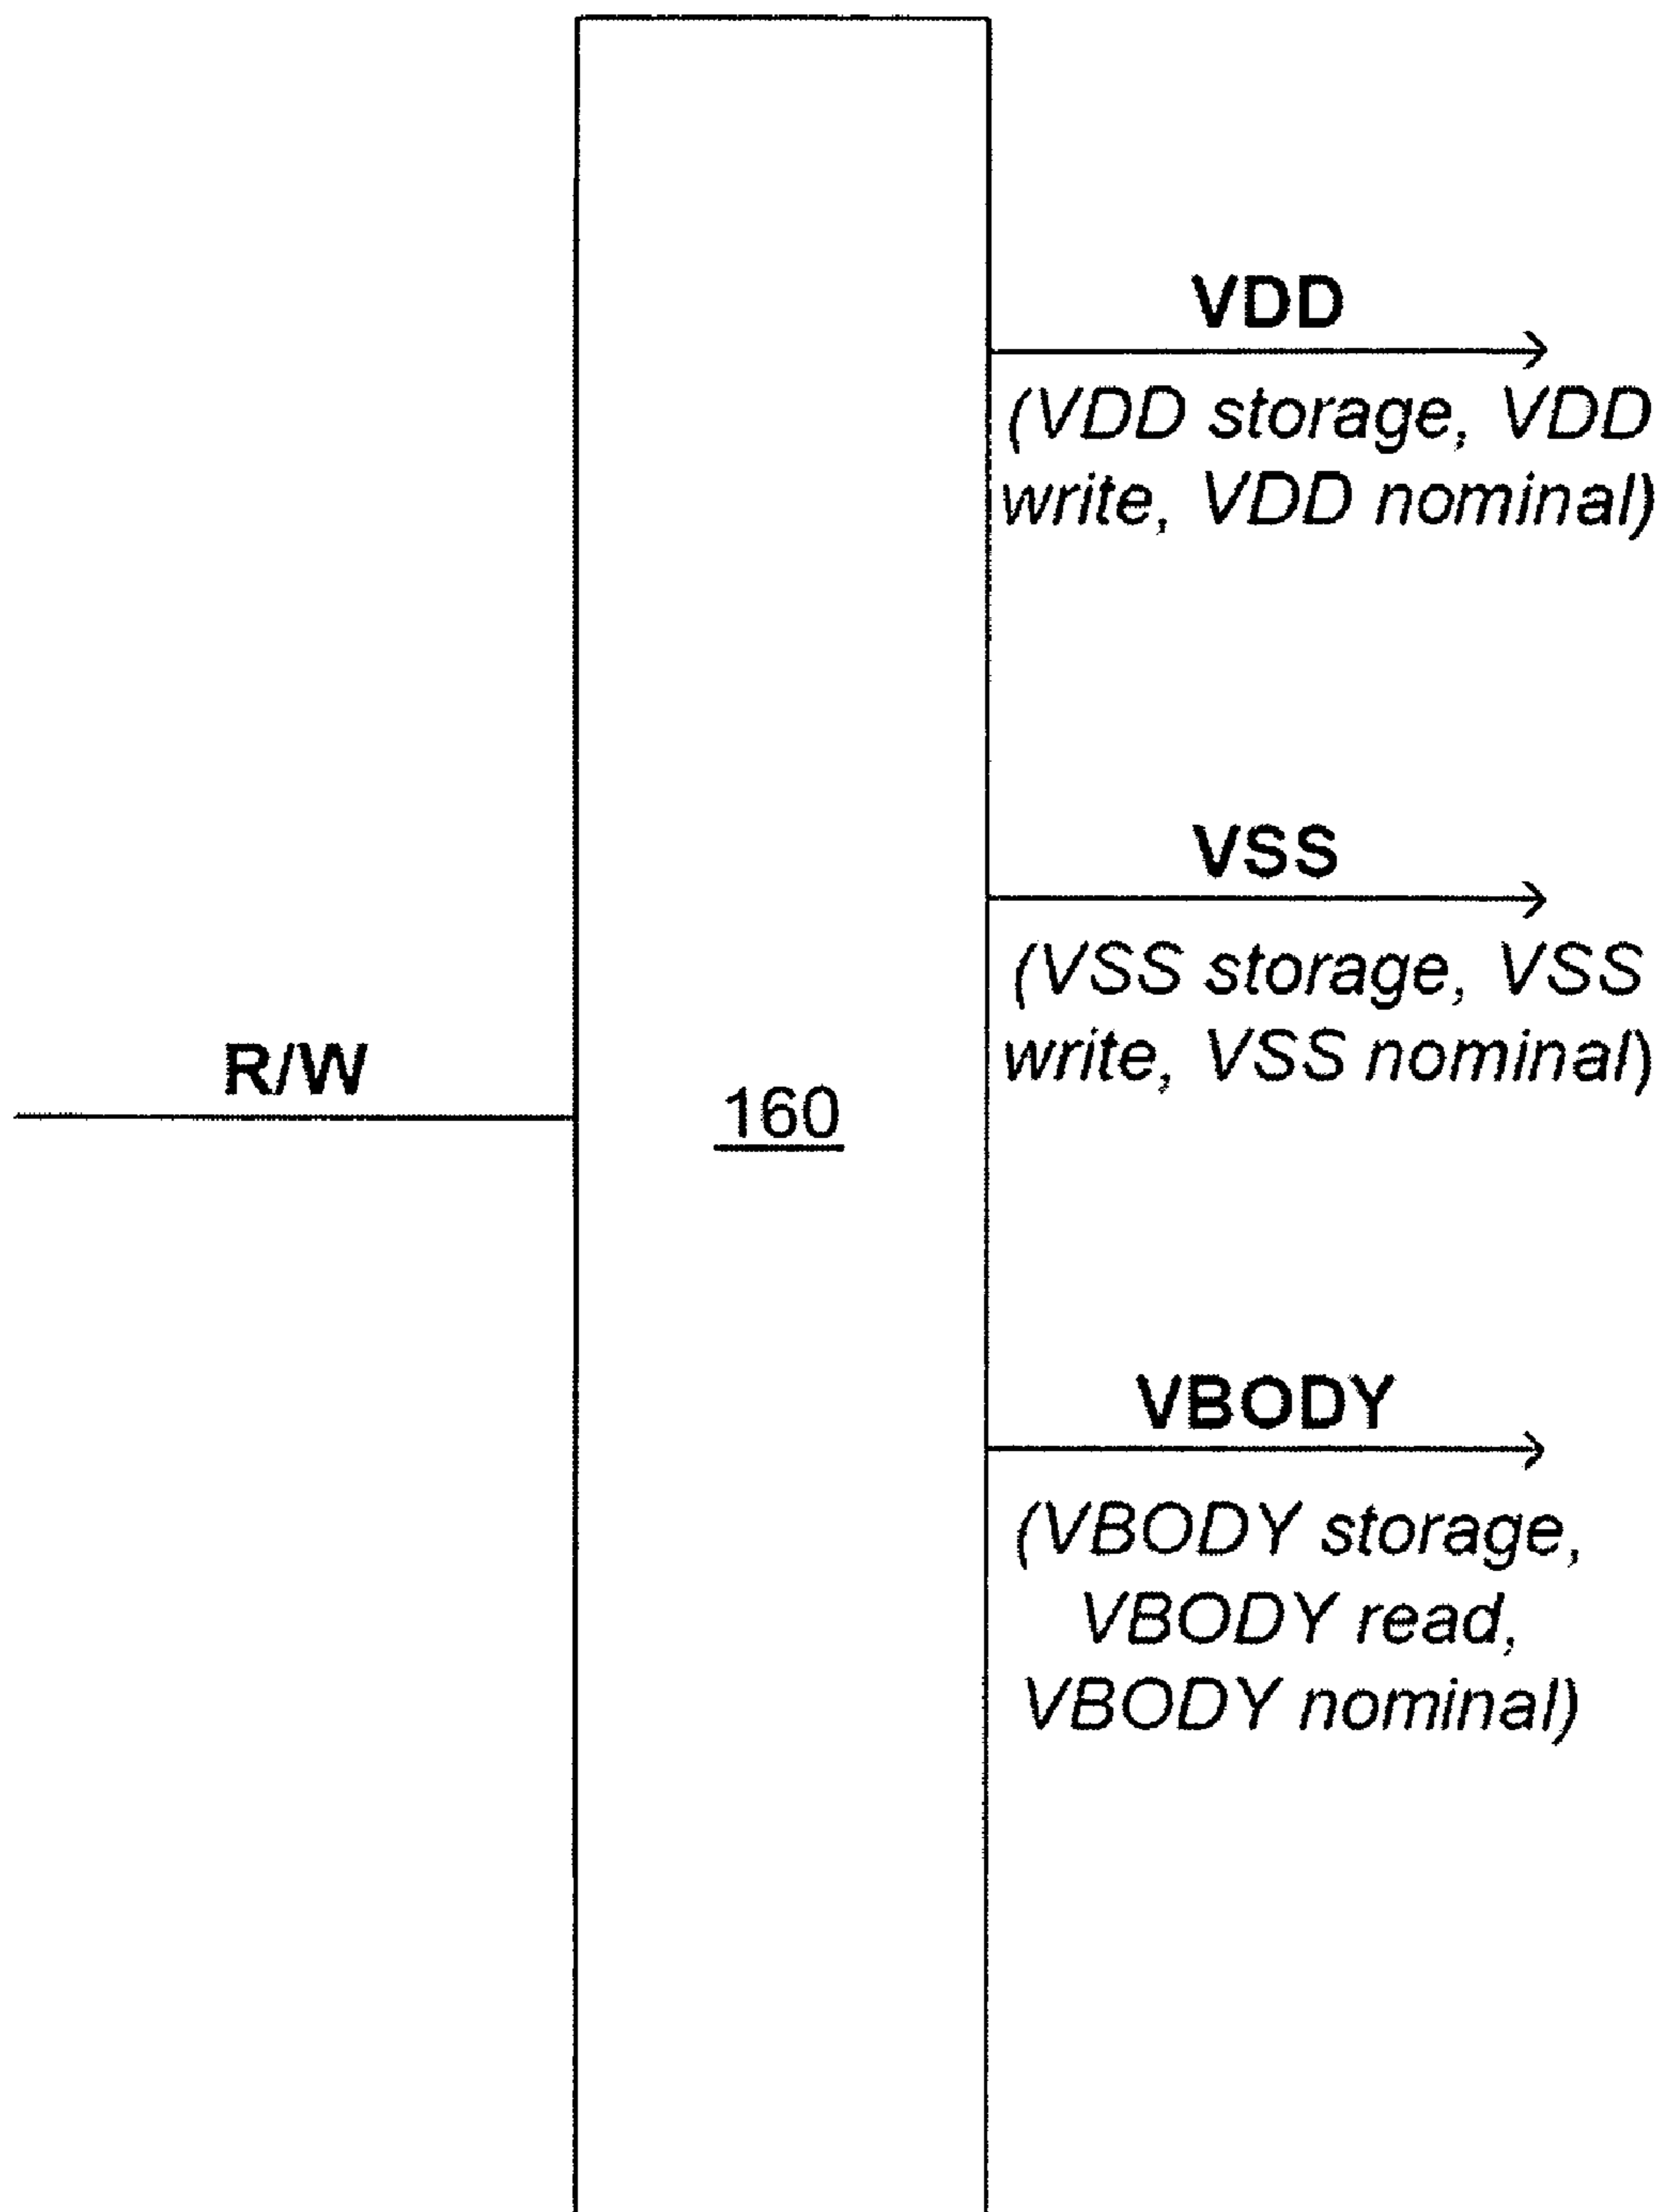 VDD
(VDD storage, VDD
write, VDD nominal)
VSS
(VSS storage, VSS
write, VSS nominal)
R/W
160
VBODY
(VBODY storage,
VBODY read,
VBODY nominal)